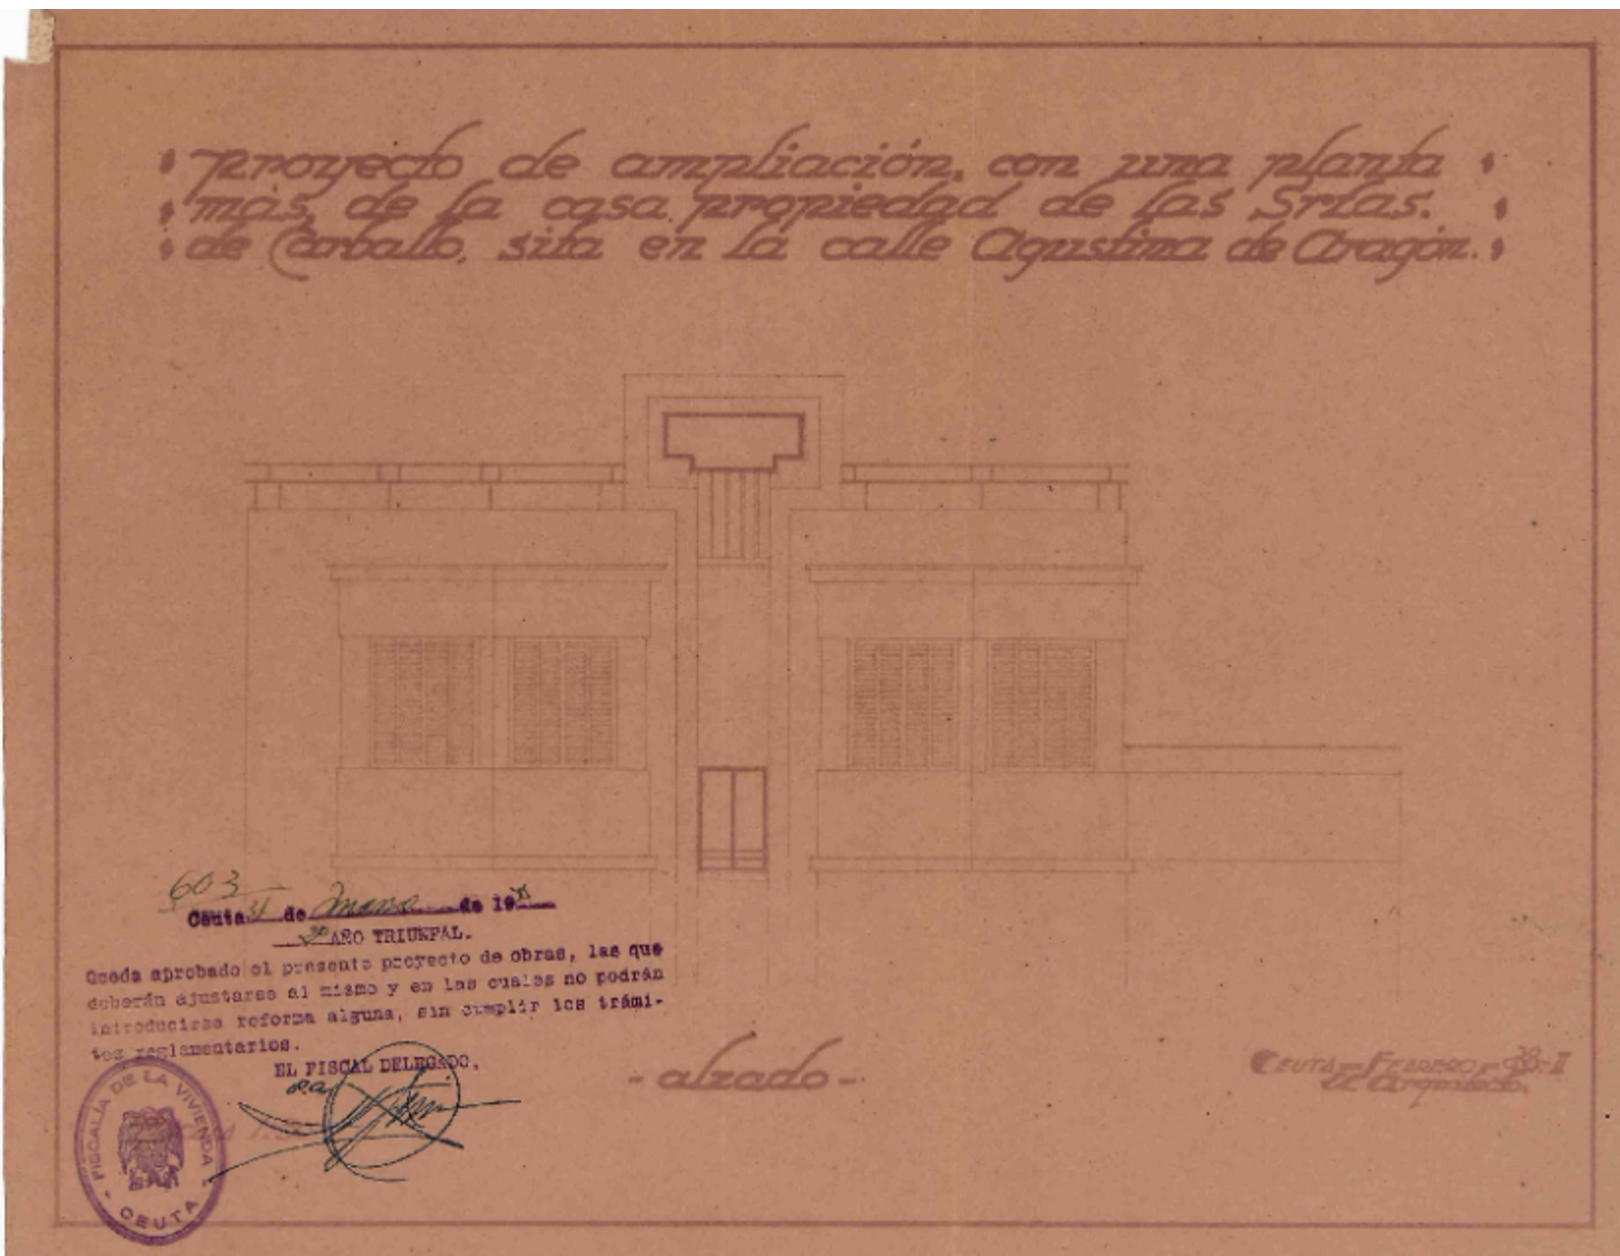 proyecto de ampliación, con una planta
más, de la casa propiedad de las Srtas.
de Carballo, sita en la calle Agustina de Aragón.
603
Ceuta 31 de de 19
2º AÑO TRIUNFAL.
Queda aprobado el presente proyecto de obras, las que
deberán ajustarse al mismo y en las cuales no podrán
introducirse reforma alguna, sin cumplir los trámi-
tes reglamentarios.
EL FISCAL DELEGADO.
FISCALÍA DE LA VIVIENDA
- CEUTA -
- alzado -
CEUTA - FEBRERO - 38 - I
El Arquitecto.